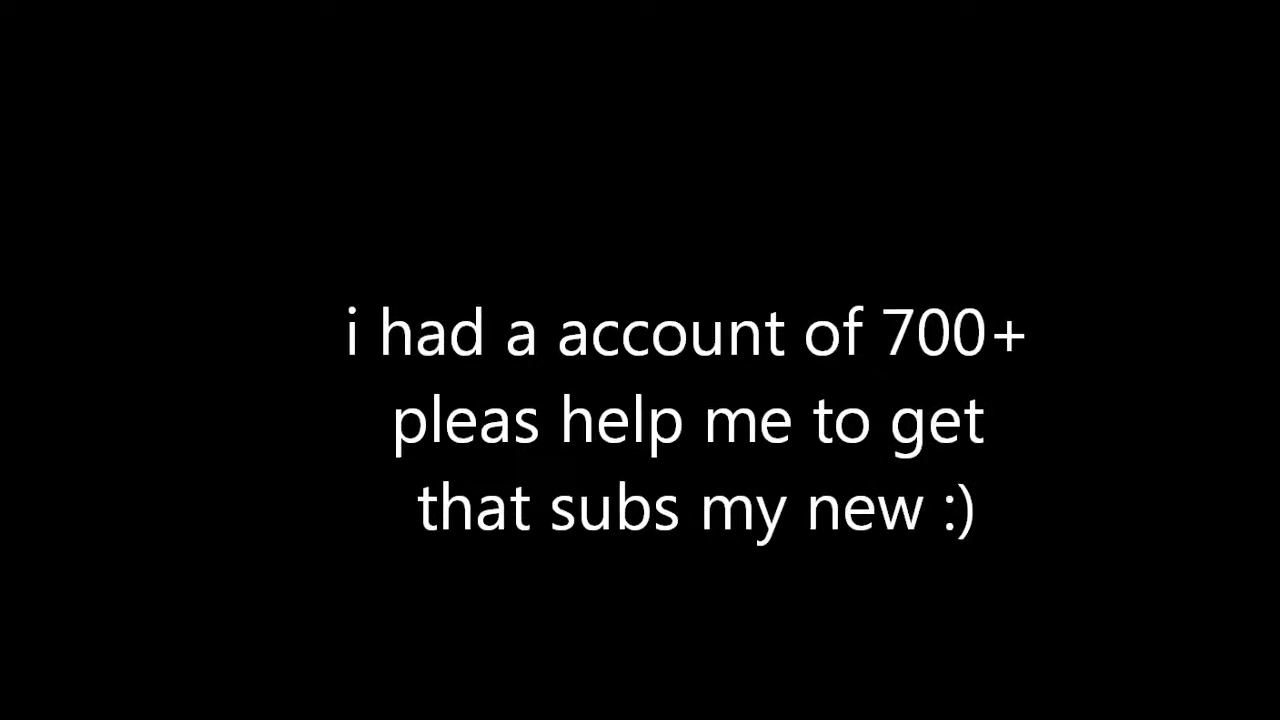 i had a account of 700+
pleas help me to get
that subs my new :)